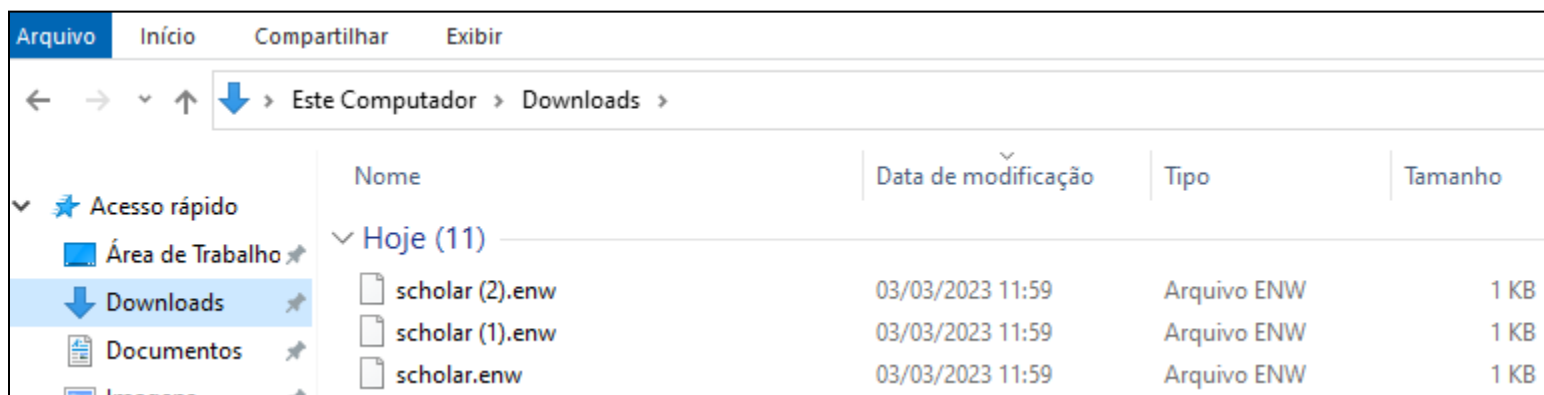 Arquivo Início Compartilhar Exibir
Este Computador > Downloads >
Nome Data de modificação Tipo Tamanho
Acesso rápido
Hoje (11)
Área de Trabalho
scholar (2).enw 03/03/2023 11:59 Arquivo ENW 1 KB
Downloads
scholar (1).enw 03/03/2023 11:59 Arquivo ENW 1 KB
Documentos
scholar.enw 03/03/2023 11:59 Arquivo ENW 1 KB